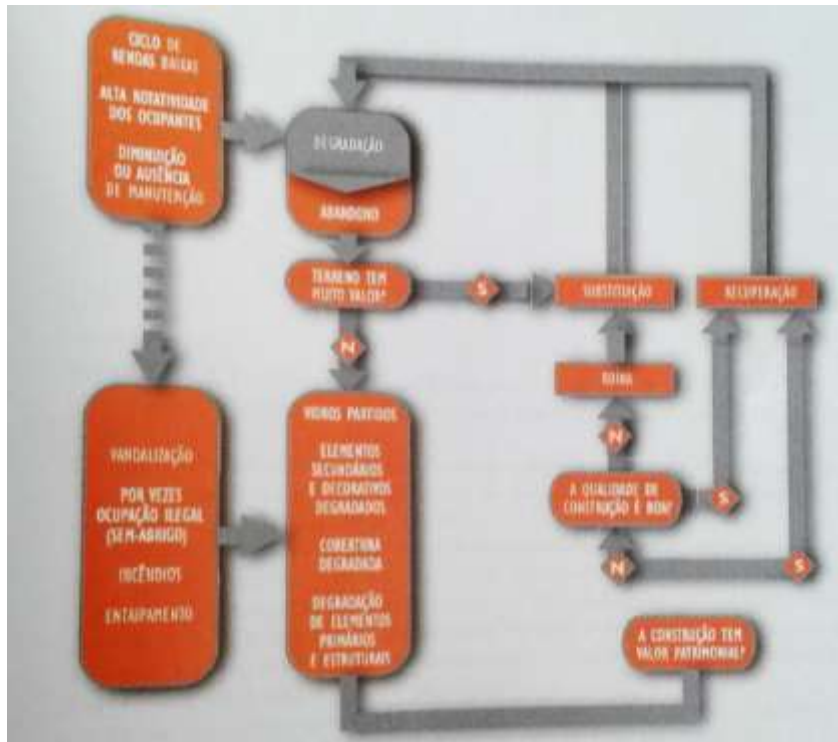 CICLO DE
RENDAS BAIXAS
ALTA ROTATIVIDADE
DOS OCUPANTES
DIMINUIÇÃO
OU AUSÊNCIA
DE MANUTENÇÃO
DEGRADAÇÃO
ABANDONO
TERRENO TEM
MUITO VALOR?
S
SUBSTITUIÇÃO
RECUPERAÇÃO
N
RUÍNA
VANDALIZAÇÃO
POR VEZES
OCUPAÇÃO ILEGAL
(SEM-ABRIGO)
INCÊNDIOS
ENTAIPAMENTO
VIDROS PARTIDOS
ELEMENTOS
SECUNDÁRIOS
E DECORATIVOS
DEGRADADOS
COBERTURA
DEGRADADA
DEGRADAÇÃO
DE ELEMENTOS
PRIMÁRIOS
E ESTRUTURAIS
N
A QUALIDADE DE
CONSTRUÇÃO É BOA?
S
N
S
A CONSTRUÇÃO TEM
VALOR PATRIMONIAL?